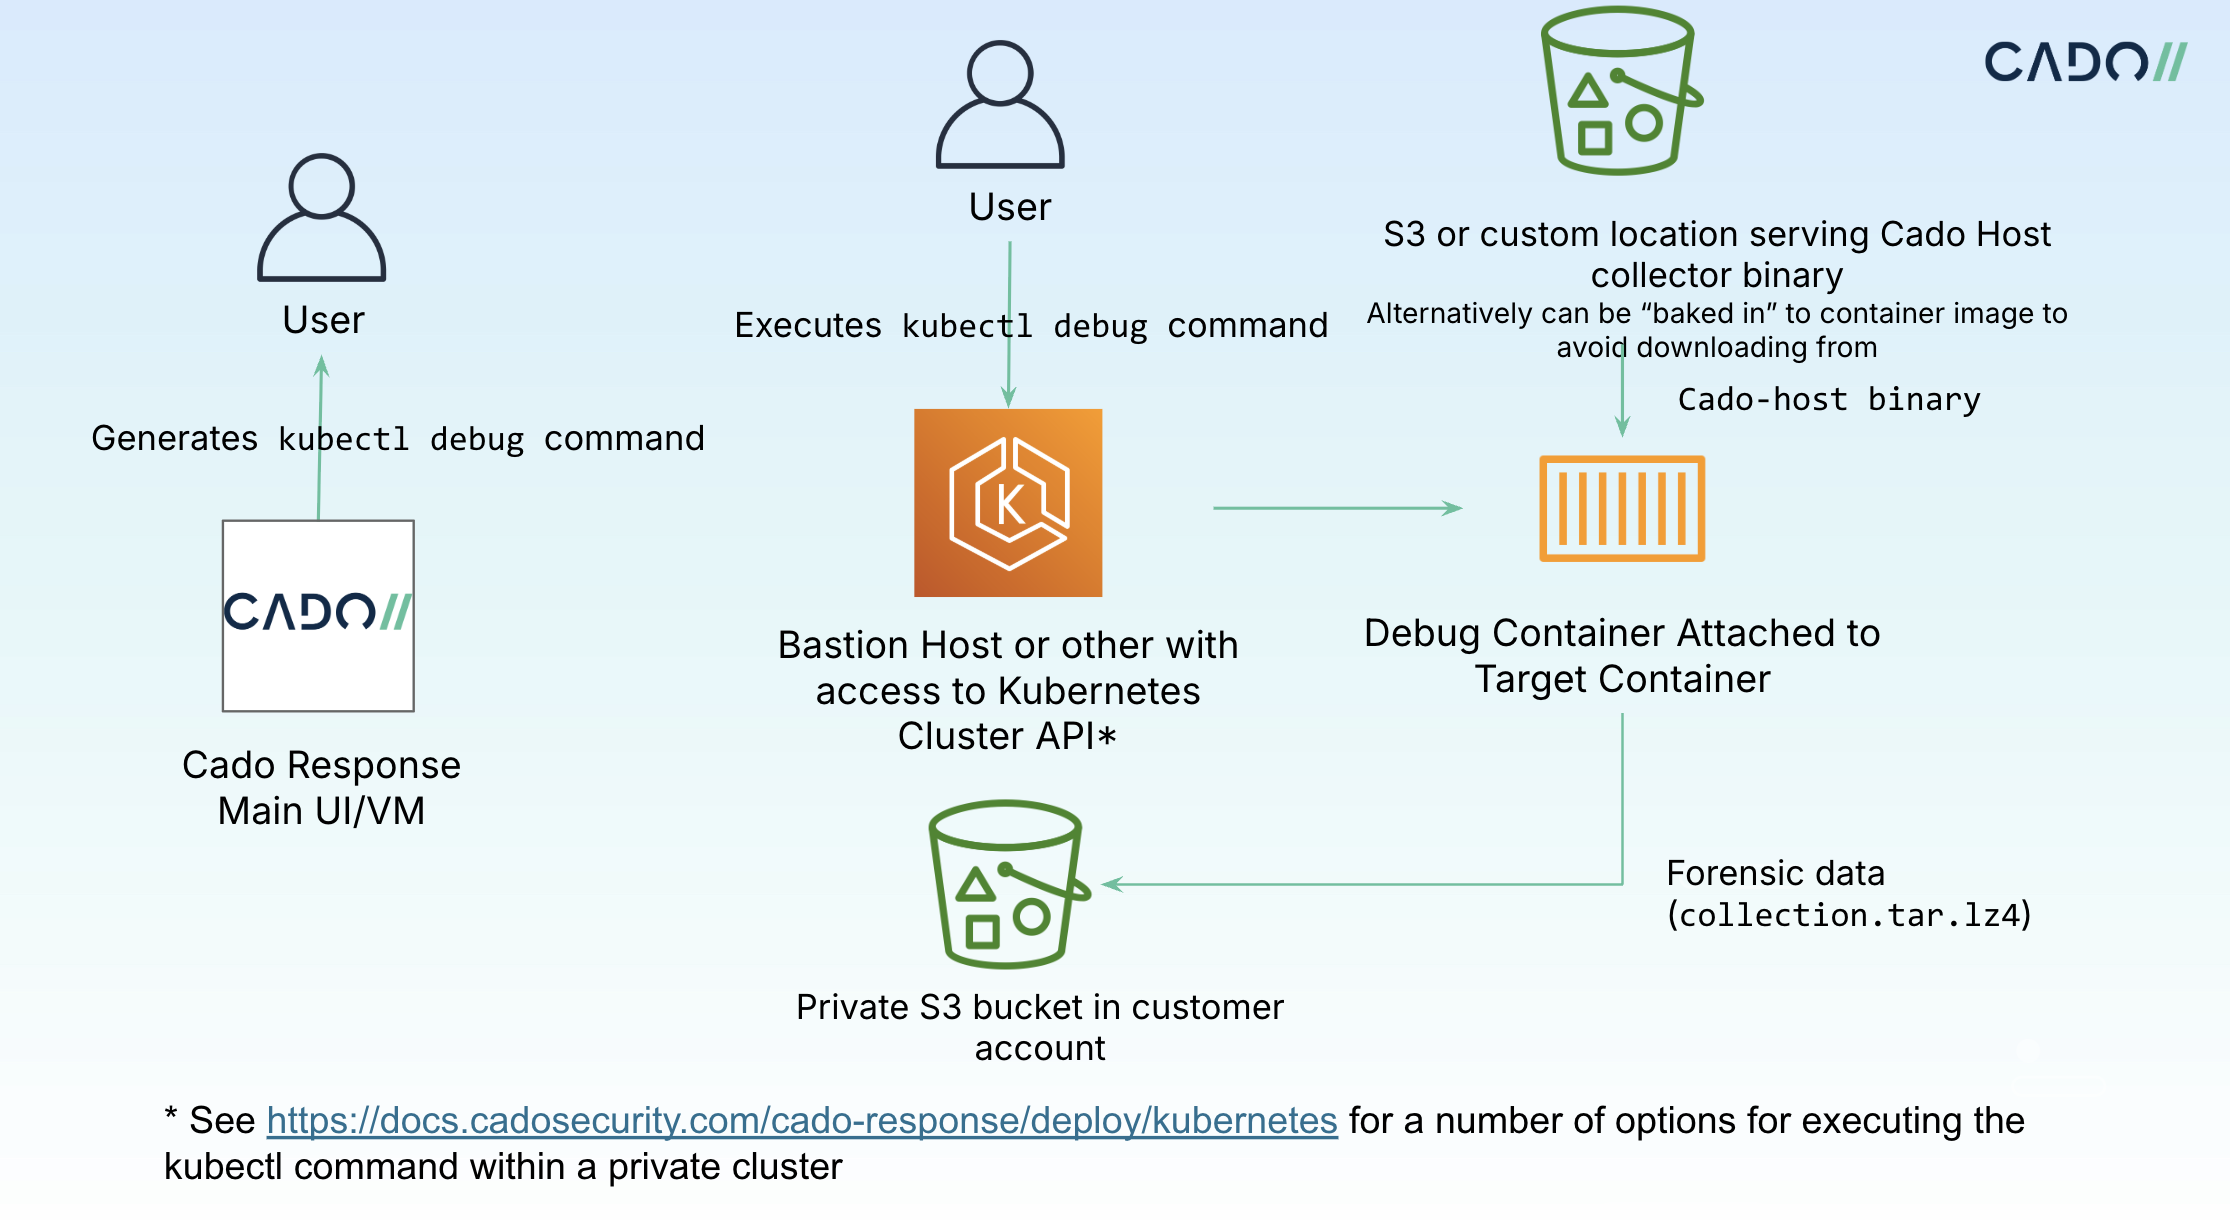 CADO//
User
Generates kubectl debug command
CADO//
Cado Response
Main UI/VM
User
Executes kubectl debug command
K
Bastion Host or other with
access to Kubernetes
Cluster API*
S3 or custom location serving Cado Host
collector binary
Alternatively can be “baked in” to container image to
avoid downloading from
Cado-host binary
Debug Container Attached to
Target Container
Forensic data
(collection.tar.lz4)
Private S3 bucket in customer
account
* See https://docs.cadosecurity.com/cado-response/deploy/kubernetes for a number of options for executing the
kubectl command within a private cluster